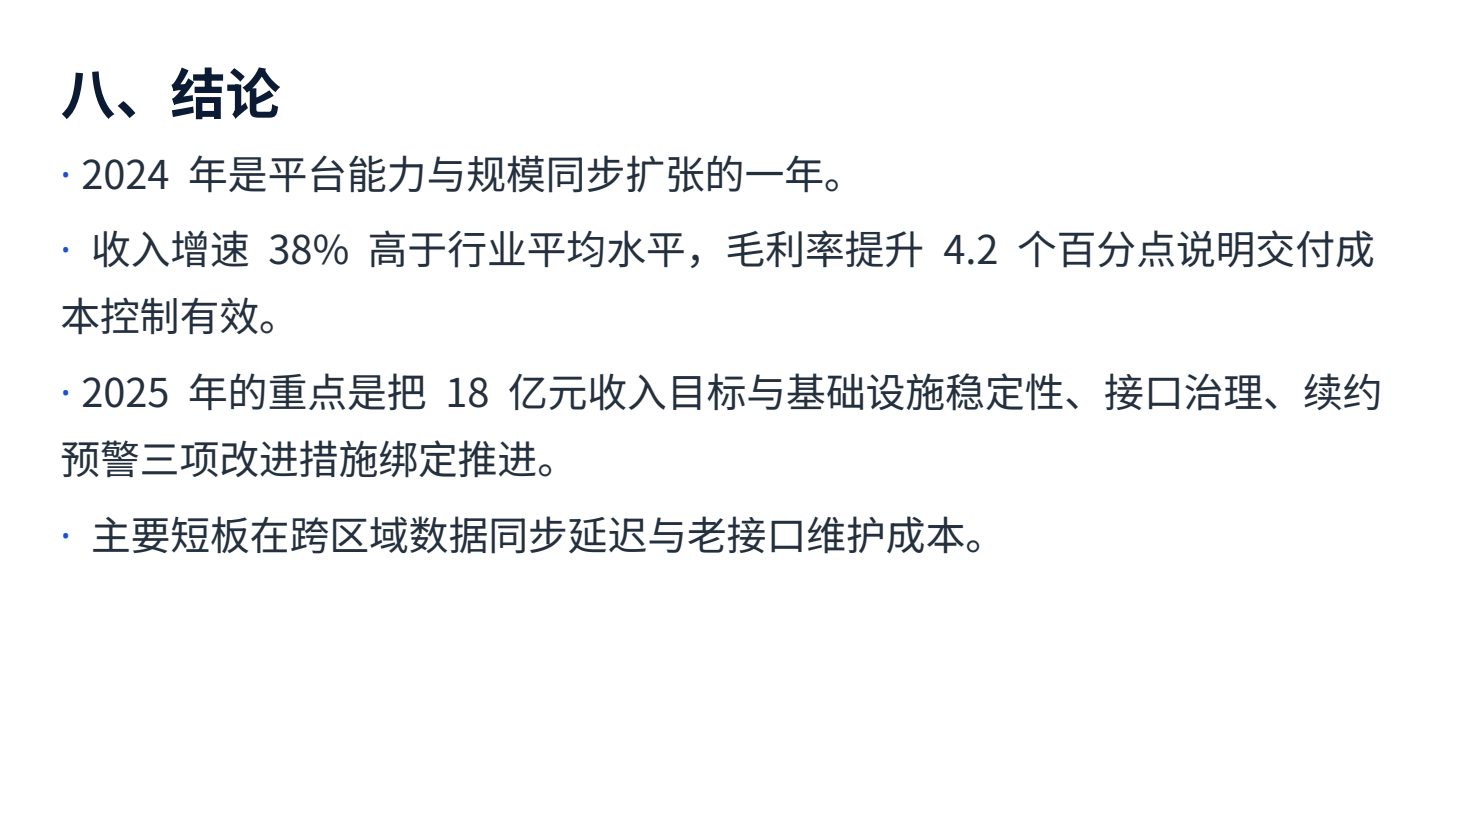 八、结论
· 2024 年是平台能力与规模同步扩张的一年。
· 收入增速 38% 高于行业平均水平，毛利率提升 4.2 个百分点说明交付成
本控制有效。
· 2025 年的重点是把 18 亿元收入目标与基础设施稳定性、接口治理、续约
预警三项改进措施绑定推进。
· 主要短板在跨区域数据同步延迟与老接口维护成本。